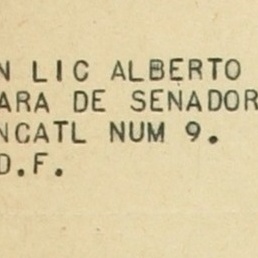 N LIC ALBERTO
ARA DE SENADOR
NCATL NUM 9.
D.F.